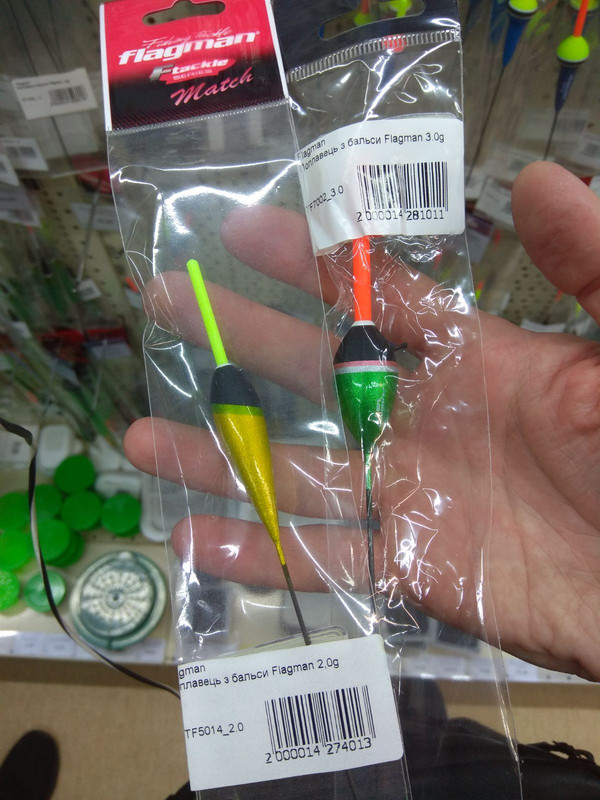 Fishing tackle
flagman
F-tackle
SERIES
Match
Flagman
Поплавець з бальси Flagman 3.0g
TF7002_3.0
2 000014 281011
gman
плавець з бальси Flagman 2,0g
TF5014_2.0
2 000014 274013